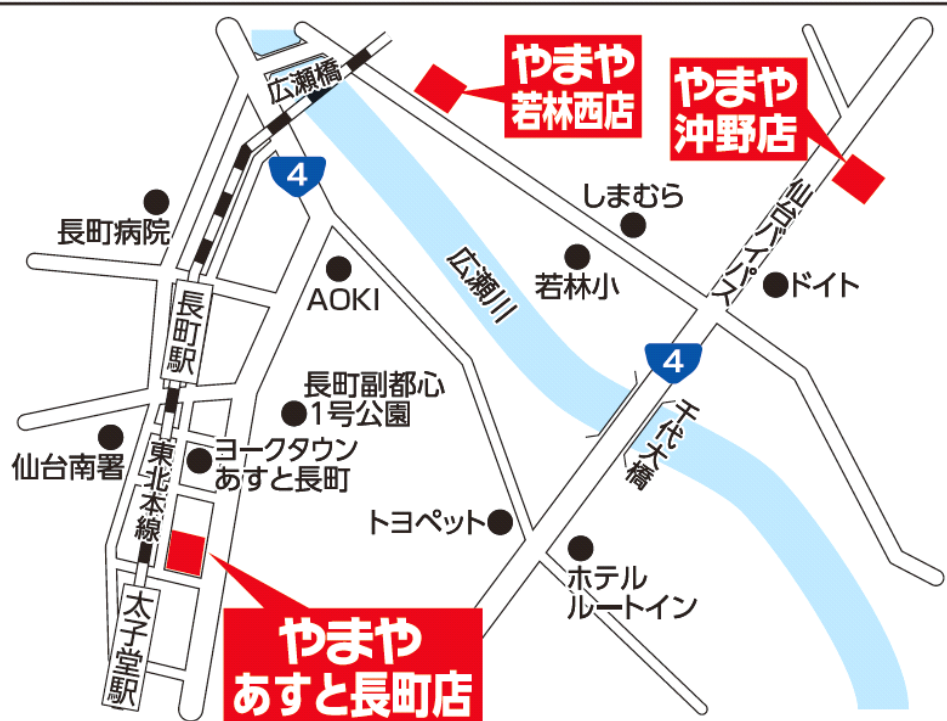 広瀬橋
やまや
若林西店
やまや
沖野店
4
しまむら
長町病院
仙台バイパス
AOKI
広瀬川
若林小
ドイト
長町駅
4
長町副都心
1号公園
千代大橋
仙台南署
東北本線
ヨークタウン
あすと長町
トヨペット
ホテル
ルートイン
太子堂駅
やまや
あすと長町店